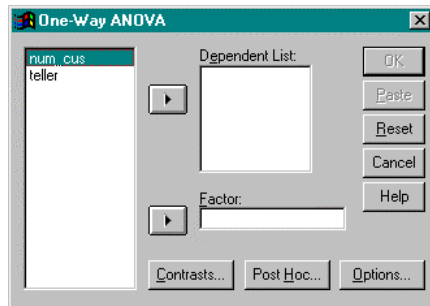 One-Way ANOVA
num_cus
teller
Dependent List:
OK
Paste
Reset
Cancel
Help
Factor:
Contrasts...
Post Hoc...
Options...